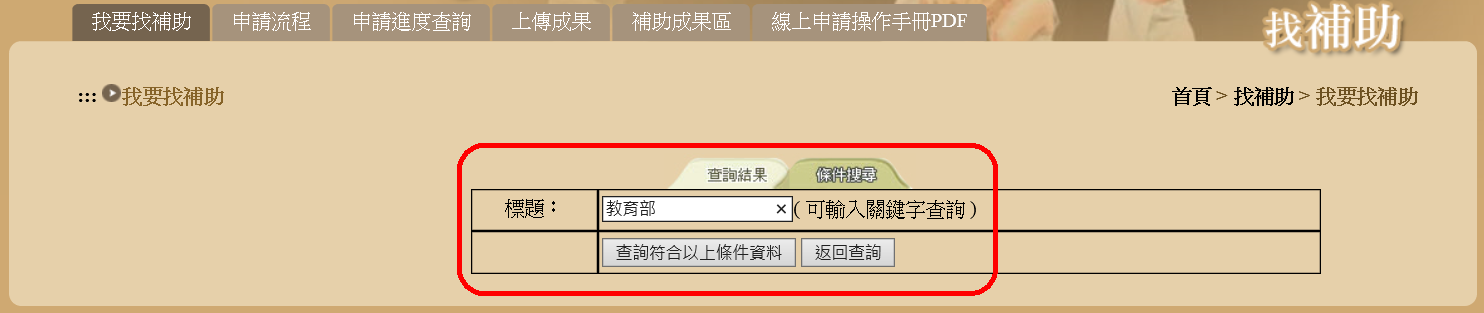 我要找補助 申請流程 申請進度查詢 上傳成果 補助成果區 線上申請操作手冊PDF
找補助
::: 我要找補助
首頁 > 找補助 > 我要找補助
查詢結果 條件搜尋
標題： 教育部 × ( 可輸入關鍵字查詢 )
查詢符合以上條件資料 返回查詢